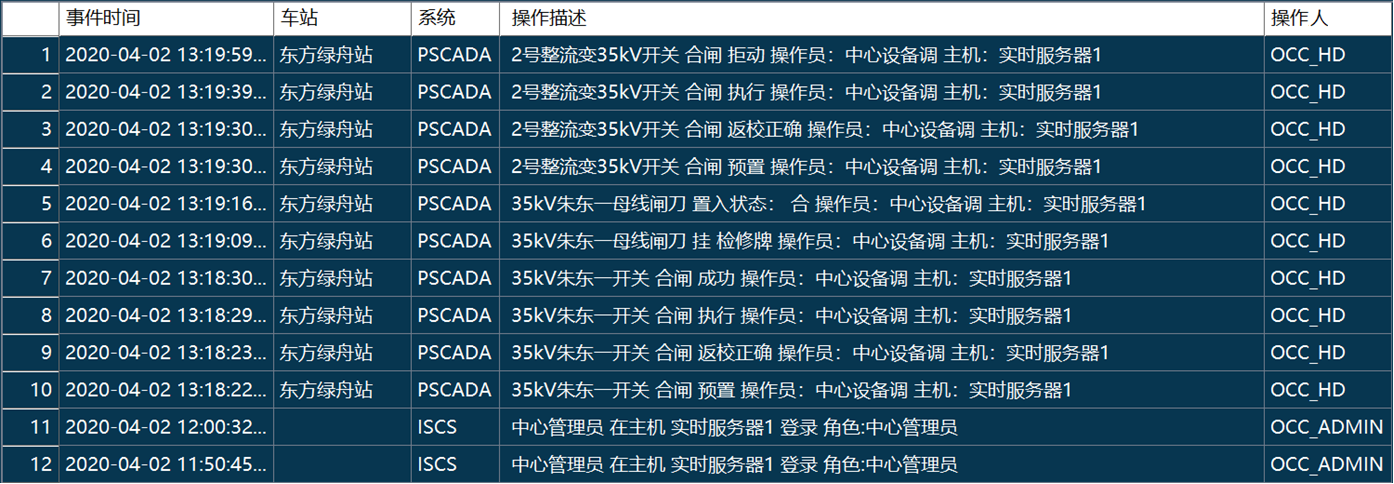 事件时间 车站 系统 操作描述 操作人
1 2020-04-02 13:19:59... 东方绿舟站 PSCADA 2号整流变35kV开关 合闸 拒动 操作员：中心设备调 主机：实时服务器1 OCC_HD
2 2020-04-02 13:19:39... 东方绿舟站 PSCADA 2号整流变35kV开关 合闸 执行 操作员：中心设备调 主机：实时服务器1 OCC_HD
3 2020-04-02 13:19:30... 东方绿舟站 PSCADA 2号整流变35kV开关 合闸 返校正确 操作员：中心设备调 主机：实时服务器1 OCC_HD
4 2020-04-02 13:19:30... 东方绿舟站 PSCADA 2号整流变35kV开关 合闸 预置 操作员：中心设备调 主机：实时服务器1 OCC_HD
5 2020-04-02 13:19:16... 东方绿舟站 PSCADA 35kV朱东一母线闸刀 置入状态： 合 操作员：中心设备调 主机：实时服务器1 OCC_HD
6 2020-04-02 13:19:09... 东方绿舟站 PSCADA 35kV朱东一母线闸刀 挂 检修牌 操作员：中心设备调 主机：实时服务器1 OCC_HD
7 2020-04-02 13:18:30... 东方绿舟站 PSCADA 35kV朱东一开关 合闸 成功 操作员：中心设备调 主机：实时服务器1 OCC_HD
8 2020-04-02 13:18:29... 东方绿舟站 PSCADA 35kV朱东一开关 合闸 执行 操作员：中心设备调 主机：实时服务器1 OCC_HD
9 2020-04-02 13:18:23... 东方绿舟站 PSCADA 35kV朱东一开关 合闸 返校正确 操作员：中心设备调 主机：实时服务器1 OCC_HD
10 2020-04-02 13:18:22... 东方绿舟站 PSCADA 35kV朱东一开关 合闸 预置 操作员：中心设备调 主机：实时服务器1 OCC_HD
11 2020-04-02 12:00:32... ISCS 中心管理员 在主机 实时服务器1 登录 角色:中心管理员 OCC_ADMIN
12 2020-04-02 11:50:45... ISCS 中心管理员 在主机 实时服务器1 登录 角色:中心管理员 OCC_ADMIN